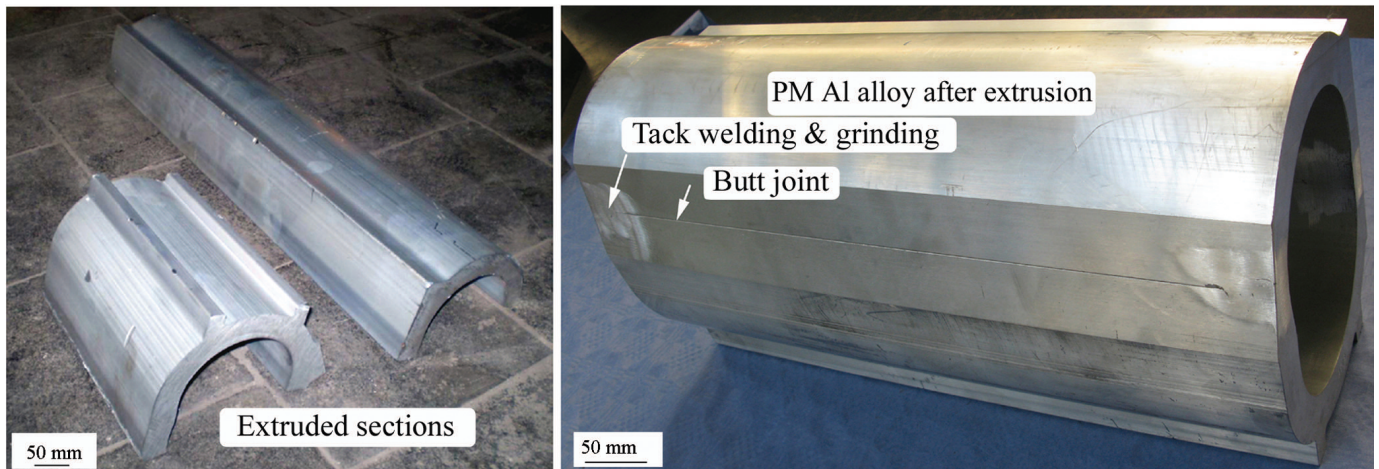 Extruded sections
50 mm
PM Al alloy after extrusion
Tack welding & grinding
Butt joint
50 mm